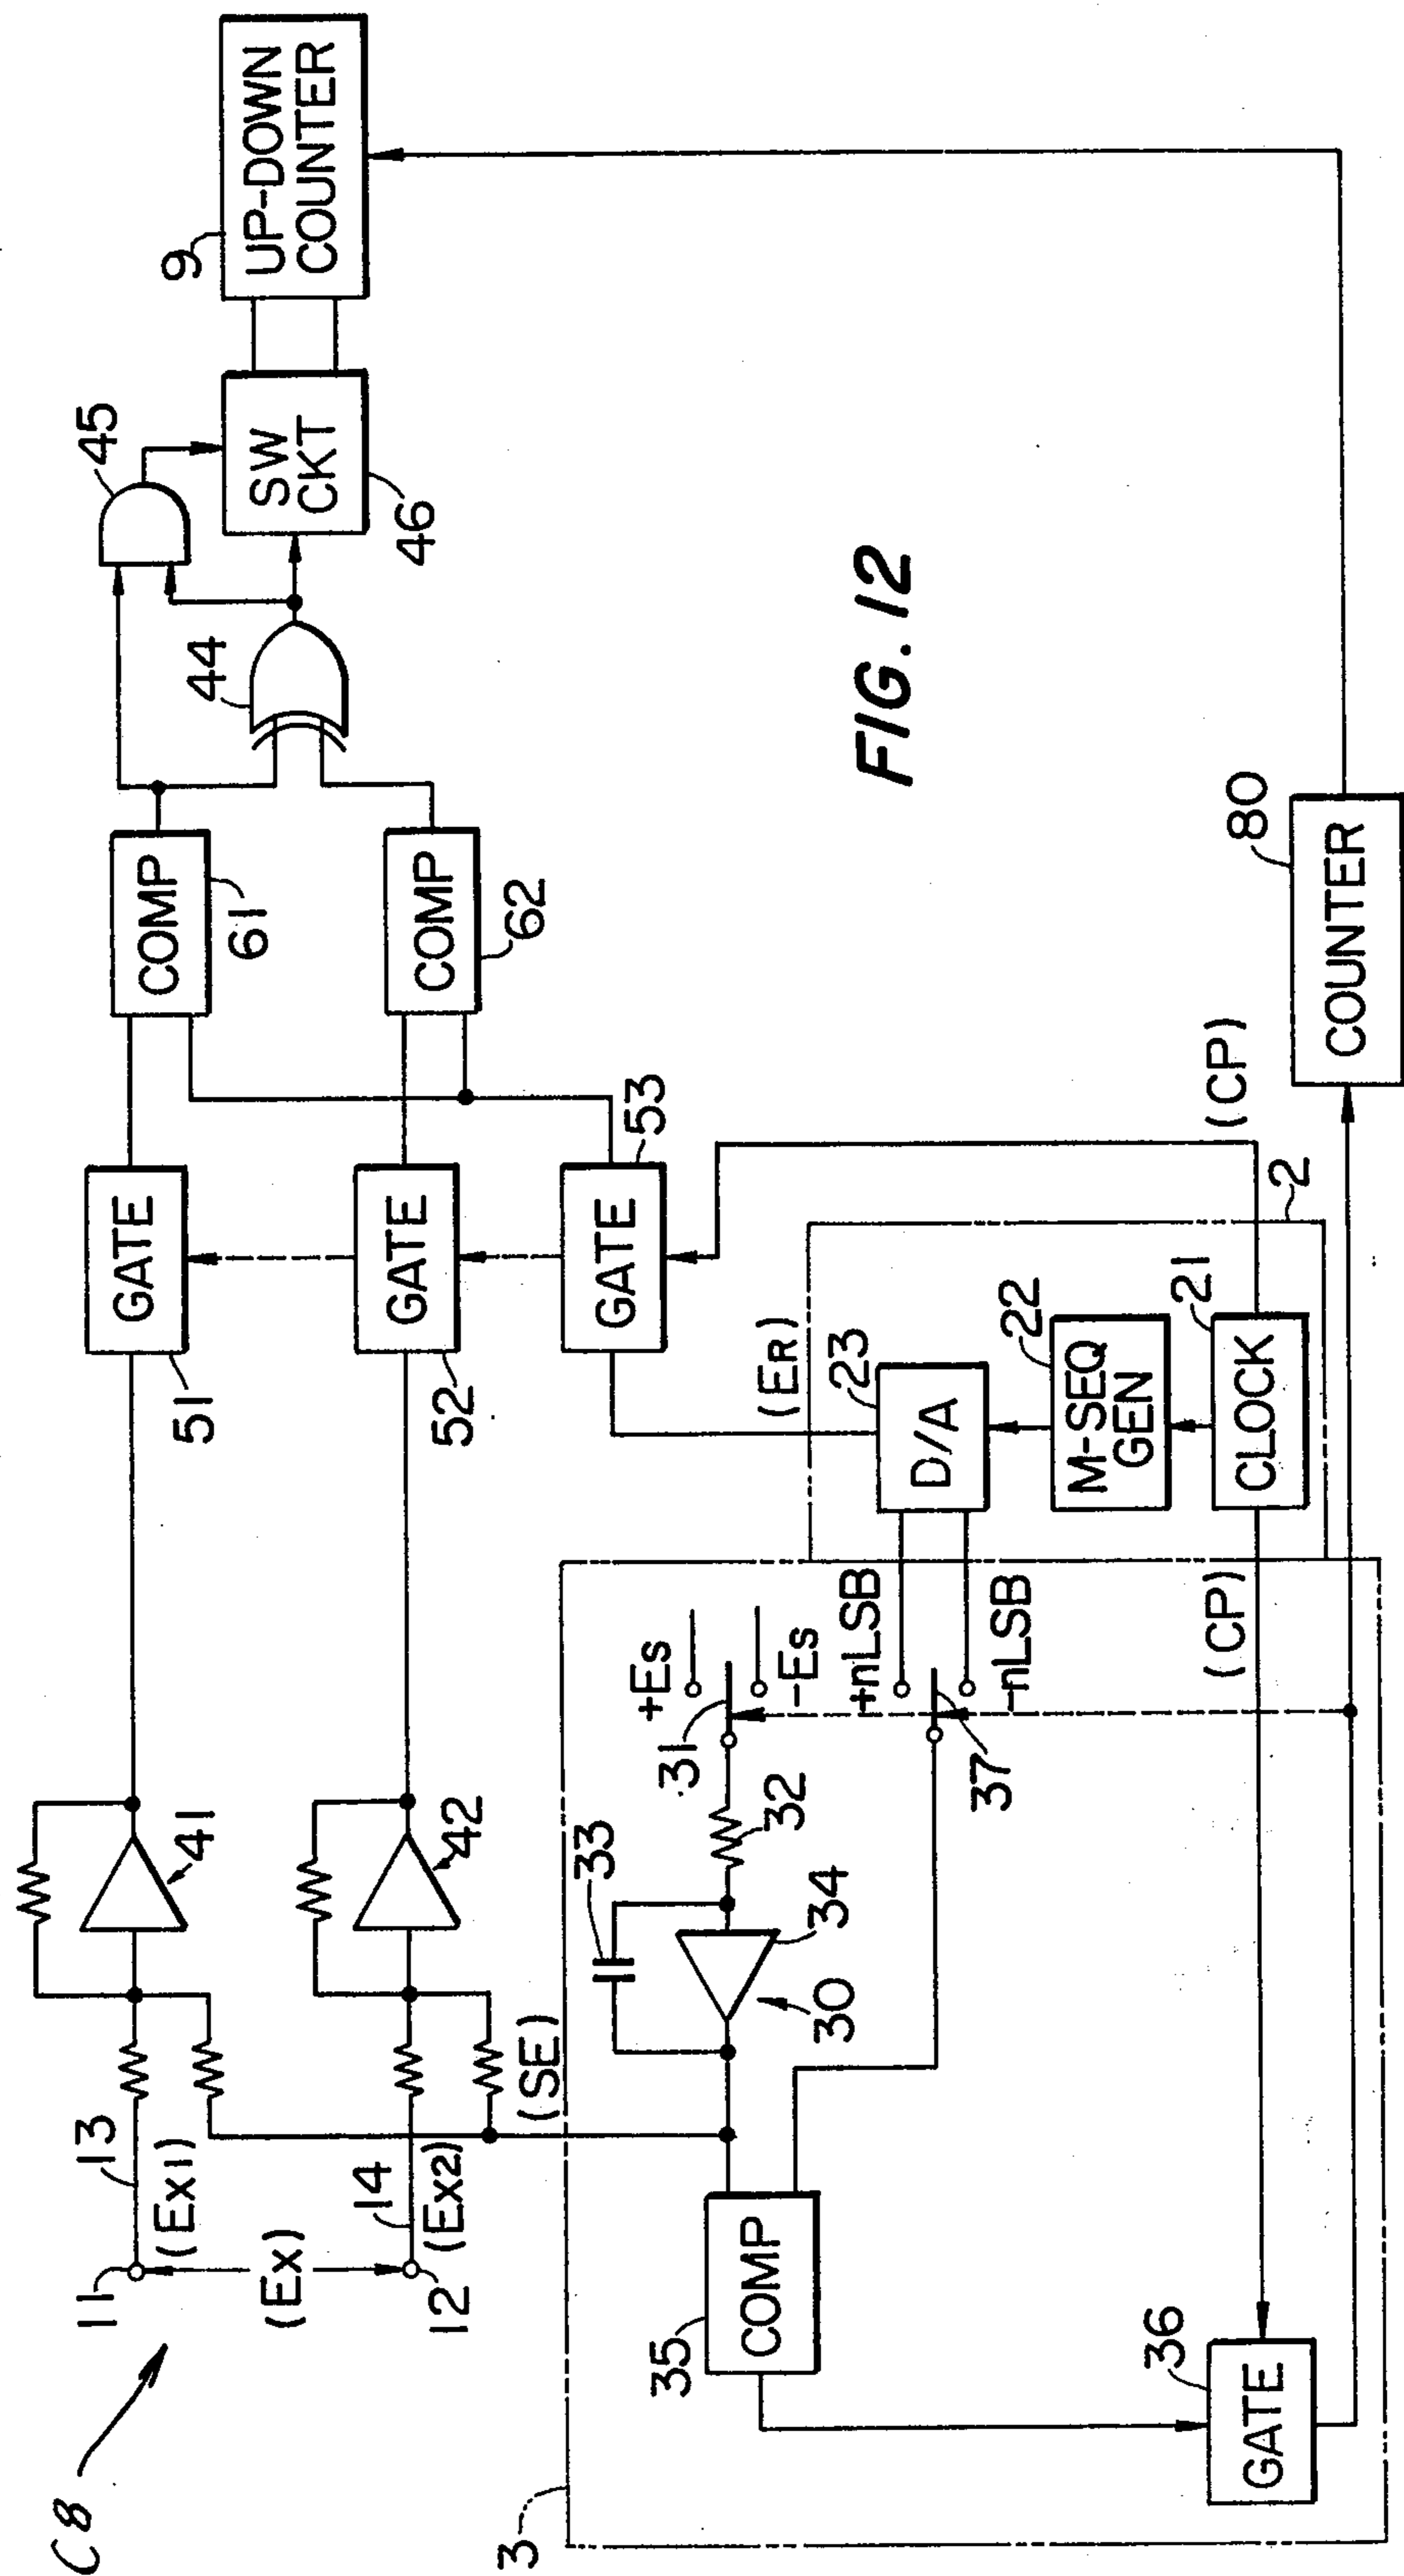 C8
11
(Ex1)
13
(Ex)
12
14
(Ex2)
(SE)
41
42
51
GATE
52
GATE
53
GATE
61
COMP
62
COMP
44
45
46
SW
CKT
9
UP-DOWN
COUNTER
3
35
COMP
33
34
30
32
31
+Es
-Es
37
+nLSB
-nLSB
36
GATE
(CP)
(ER)
23
D/A
22
M-SEQ
GEN
21
CLOCK
2
(CP)
80
COUNTER
FIG. 12